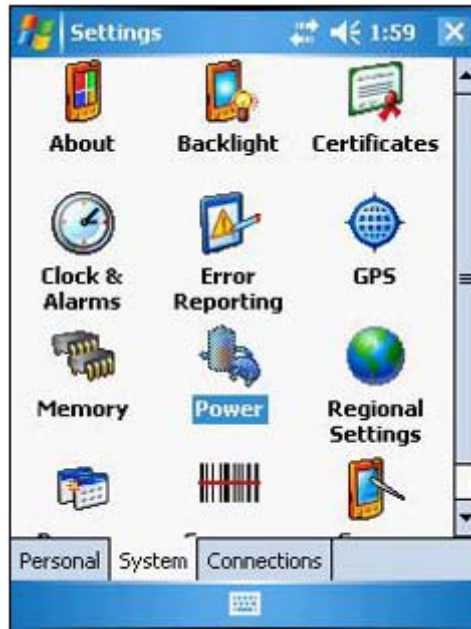 Settings 1:59
About Backlight Certificates
Clock & Error GPS
Alarms Reporting
Memory Power Regional
Settings
Personal System Connections